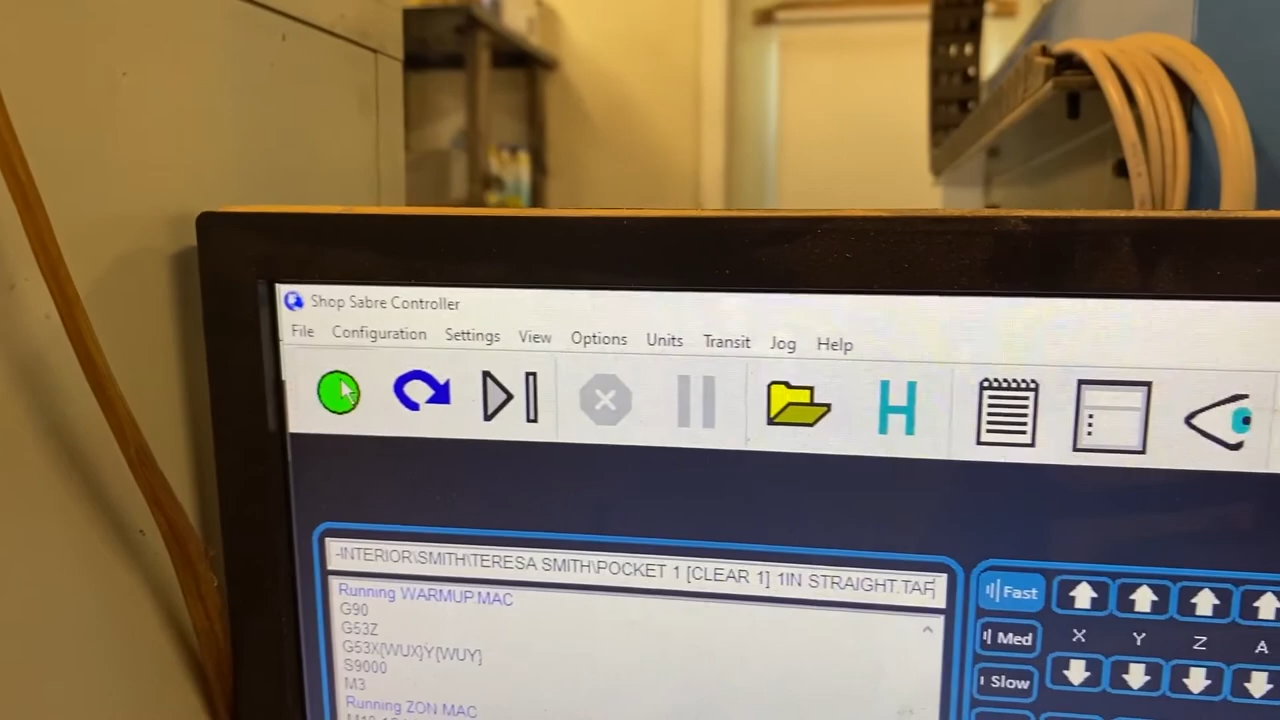 Shop Sabre Controller
File Configuration Settings View Options Units Transit Jog Help
H
-INTERIOR\SMITH\TERESA SMITH\POCKET 1 [CLEAR 1] 1IN STRAIGHT.TAP
Running WARMUP.MAC
G90
G53Z
G53X[WUX]Y[WUY]
S9000
M3
Running ZON.MAC
Fast
Med
Slow
X Y Z A